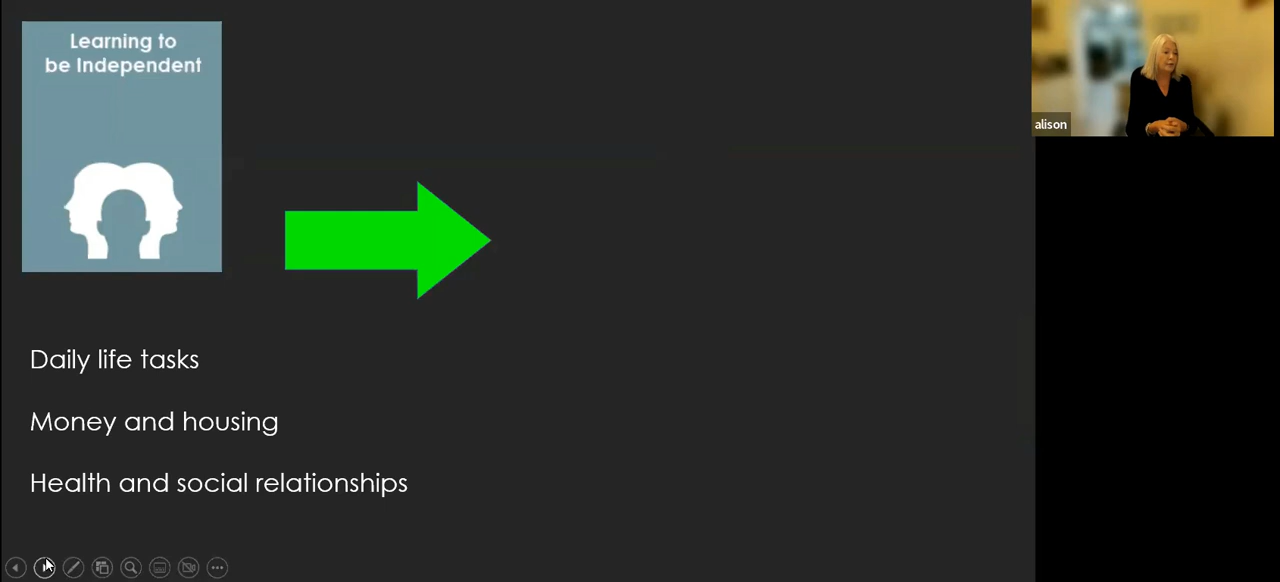 Learning to
be Independent
alison
Daily life tasks
Money and housing
Health and social relationships